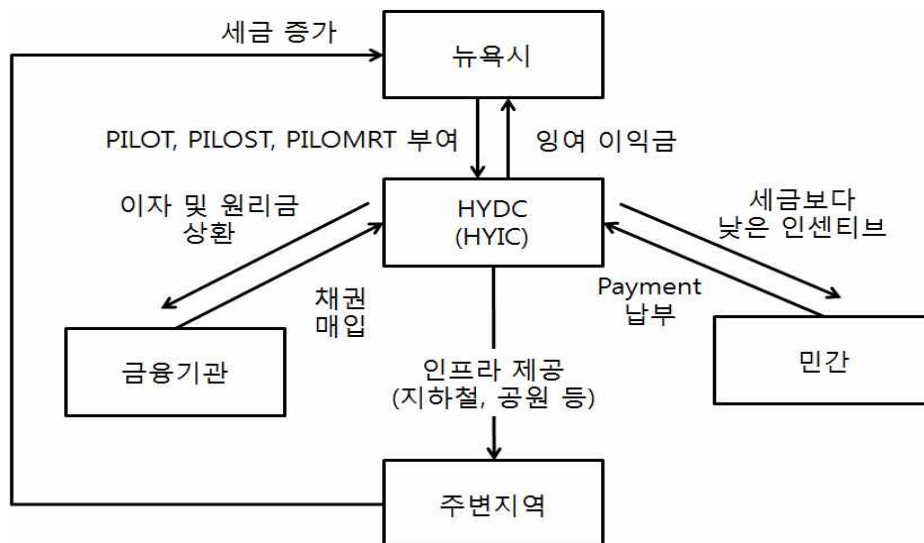 세금 증가
뉴욕시
PILOT, PILOST, PILOMRT 부여
잉여 이익금
이자 및 원리금
상환
HYDC
(HYIC)
세금보다
낮은 인센티브
채권
매입
Payment
납부
금융기관
인프라 제공
(지하철, 공원 등)
민간
주변지역